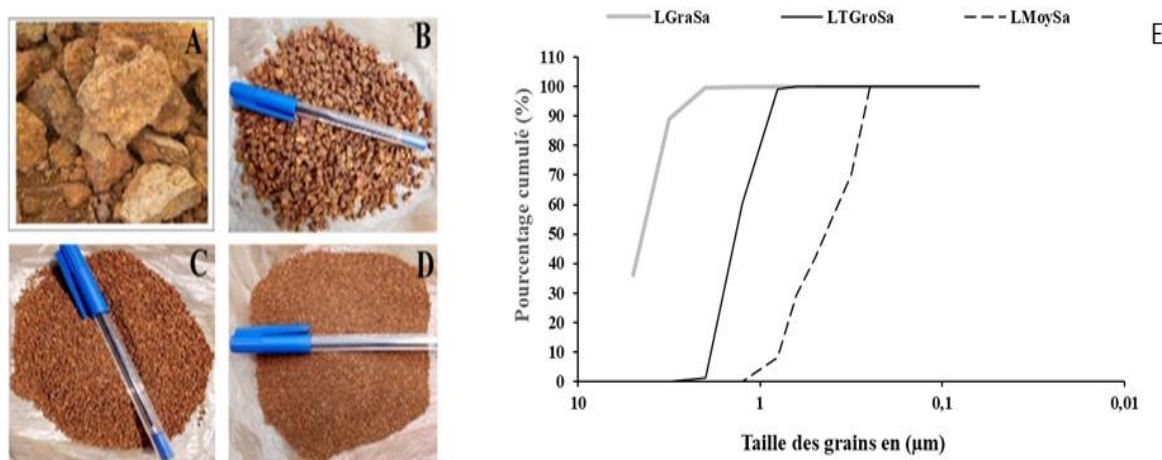 A
B
C
D
LGraSa LTGroSa LMoySa
E
Pourcentage cumulé (%)
110
100
90
80
70
60
50
40
30
20
10
0
10 1 0,1 0,01
Taille des grains en (µm)